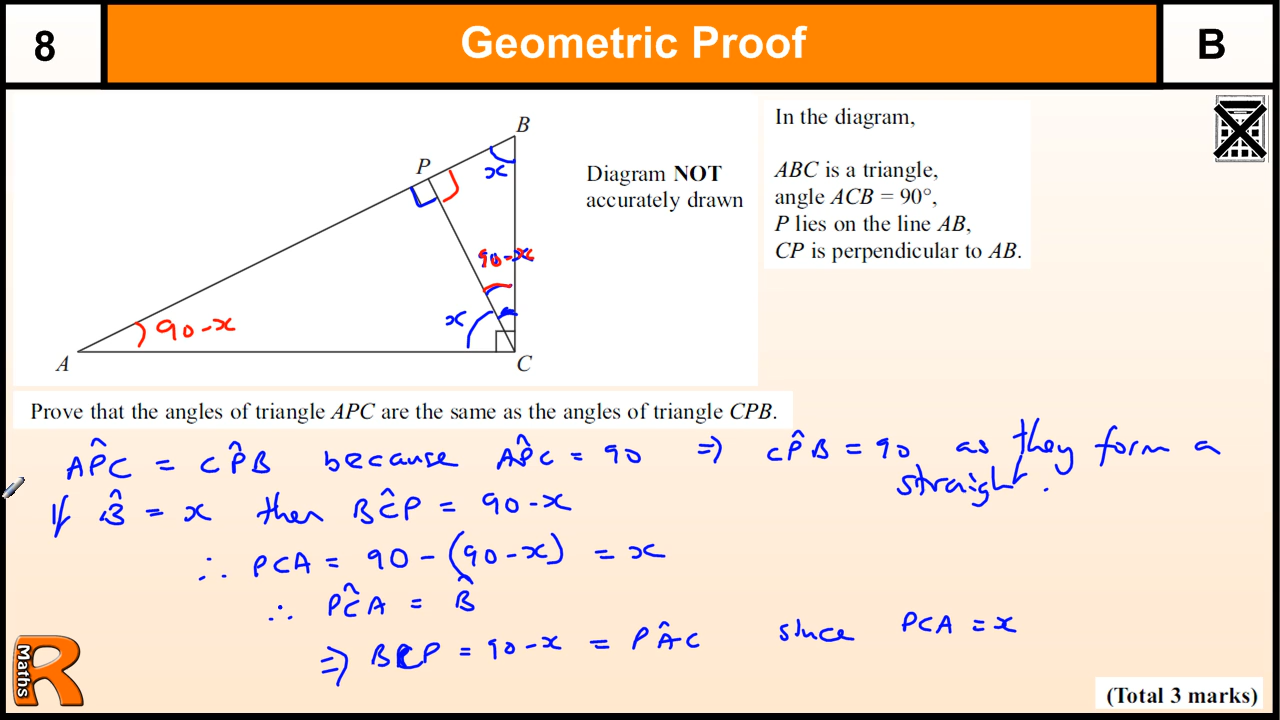 8
Geometric Proof
B
B
P
x
90-x
x
90-x
A
C
Diagram NOT
accurately drawn
In the diagram,
ABC is a triangle,
angle ACB = 90°,
P lies on the line AB,
CP is perpendicular to AB.
Prove that the angles of triangle APC are the same as the angles of triangle CPB.
AP̂C = CP̂B because AP̂C = 90 ⇒ CP̂B = 90 as they form a
straight.
If B̂ = x then BĈP = 90-x
∴ PCA = 90 - (90-x) = x
∴ PĈA = B̂
⇒ BCP = 90-x = PÂC since PCA = x
R
Maths
(Total 3 marks)